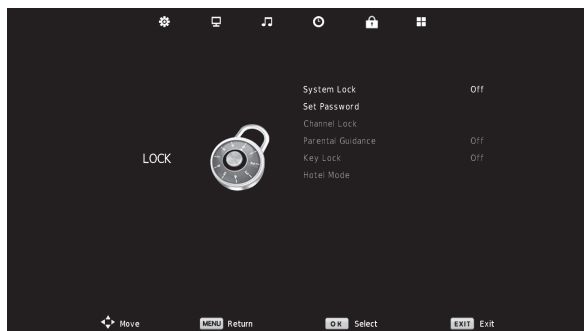 System Lock Off
Set Password
Channel Lock
Parental Guidance Off
Key Lock Off
Hotel Mode
LOCK
Move MENU Return OK Select EXIT Exit